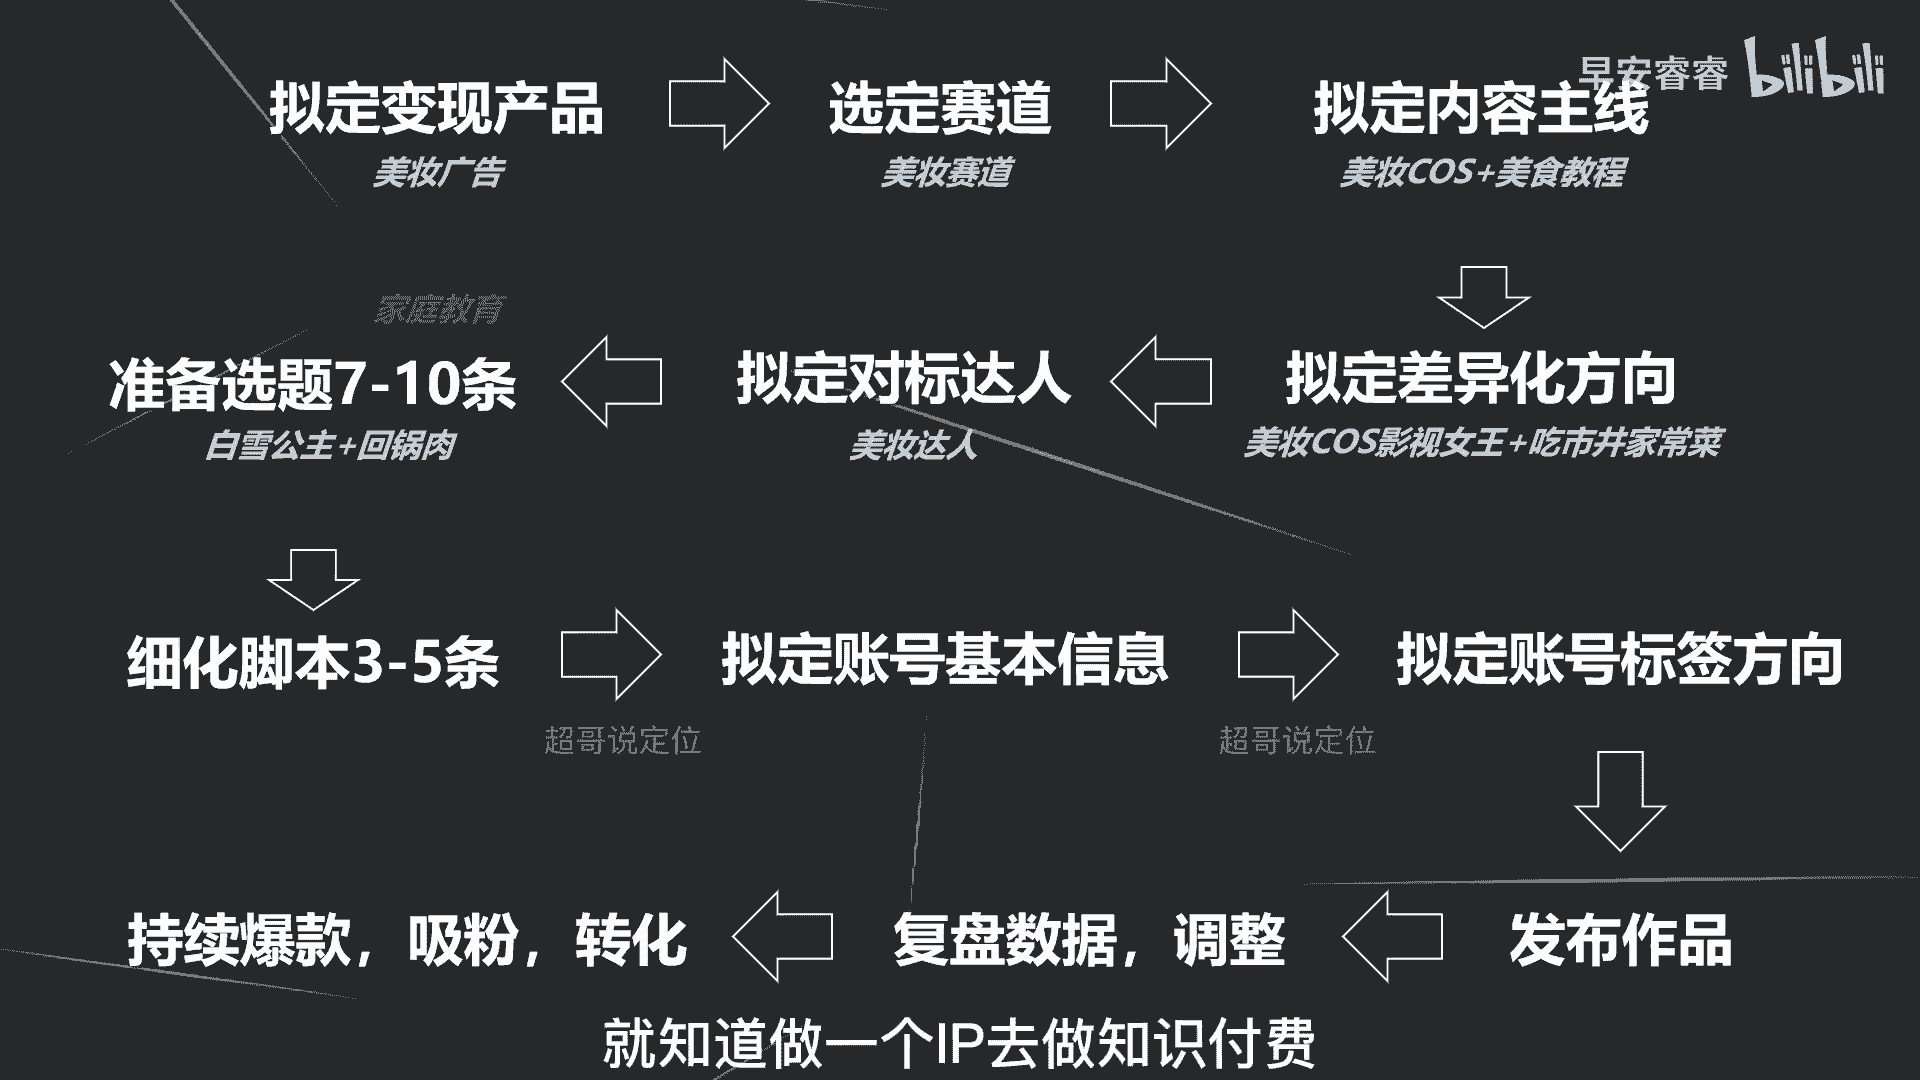 早安睿睿 bilibili
拟定变现产品
美妆广告
选定赛道
美妆赛道
拟定内容主线
美妆COS+美食教程
拟定差异化方向
美妆COS影视女王+吃市井家常菜
拟定对标达人
美妆达人
家庭教育
准备选题7-10条
白雪公主+回锅肉
细化脚本3-5条
拟定账号基本信息
拟定账号标签方向
超哥说定位
超哥说定位
发布作品
复盘数据，调整
持续爆款，吸粉，转化
就知道做一个IP去做知识付费